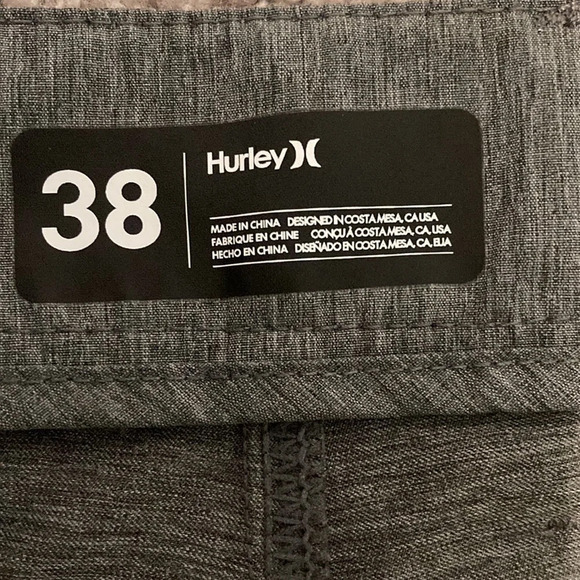 38
Hurley
MADE IN CHINA DESIGNED IN COSTA MESA, CA USA
FABRIQUE EN CHINE CONÇU À COSTA MESA, CA, USA
HECHO EN CHINA DISEÑADO EN COSTA MESA, CA, EUA